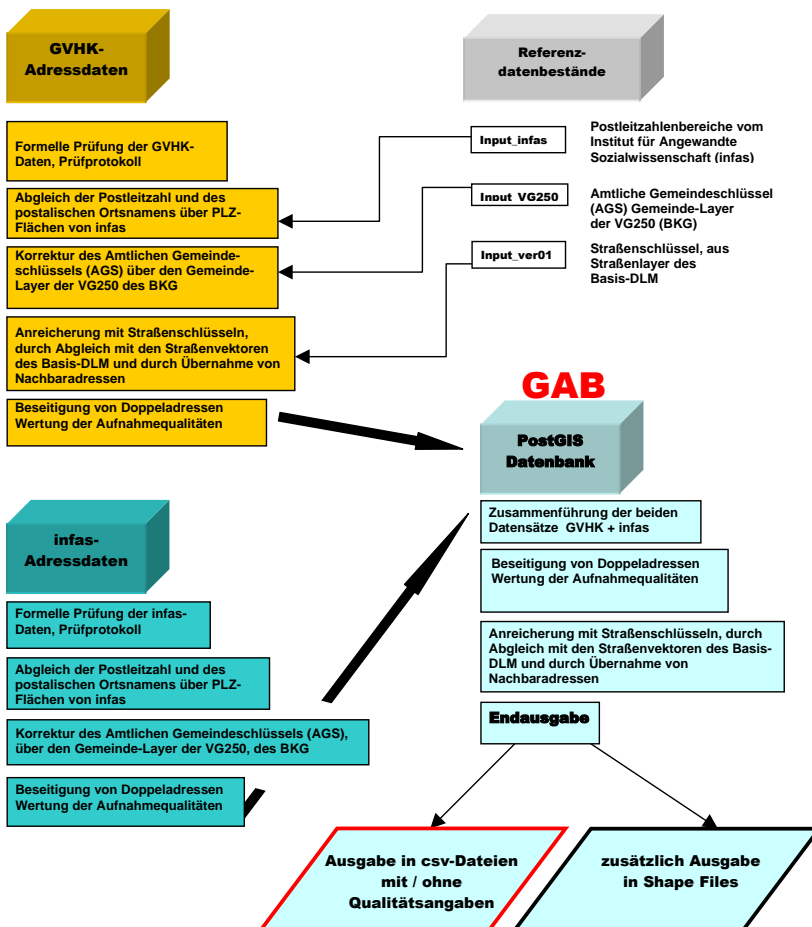 GVHK-
Adressdaten
Formelle Prüfung der GVHK-
Daten, Prüfprotokoll
Abgleich der Postleitzahl und des
postalischen Ortsnamens über PLZ-
Flächen von infas
Korrektur des Amtlichen Gemeinde-
schlüssels (AGS) über den Gemeinde-
Layer der VG250 des BKG
Anreicherung mit Straßenschlüsseln,
durch Abgleich mit den Straßenvektoren
des Basis-DLM und durch Übernahme von
Nachbaradressen
Beseitigung von Doppeladressen
Wertung der Aufnahmequalitäten
Referenz-
datenbestände
Input_infas
Postleitzahlenbereiche vom
Institut für Angewandte
Sozialwissenschaft (infas)
Input_VG250
Amtliche Gemeindeschlüssel
(AGS) Gemeinde-Layer
der VG250 (BKG)
Input_ver01
Straßenschlüssel, aus
Straßenlayer des
Basis-DLM
infas-
Adressdaten
Formelle Prüfung der infas-
Daten, Prüfprotokoll
Abgleich der Postleitzahl und des
postalischen Ortsnamens über PLZ-
Flächen von infas
Korrektur des Amtlichen Gemeindeschlüssels (AGS),
über den Gemeinde-Layer der VG250, des BKG
Beseitigung von Doppeladressen
Wertung der Aufnahmequalitäten
GAB
PostGIS
Datenbank
Zusammenführung der beiden
Datensätze GVHK + infas
Beseitigung von Doppeladressen
Wertung der Aufnahmequalitäten
Anreicherung mit Straßenschlüsseln, durch
Abgleich mit den Straßenvektoren des Basis-
DLM und durch Übernahme von
Nachbaradressen
Endausgabe
Ausgabe in csv-Dateien
mit / ohne
Qualitätsangaben
zusätzlich Ausgabe
in Shape Files